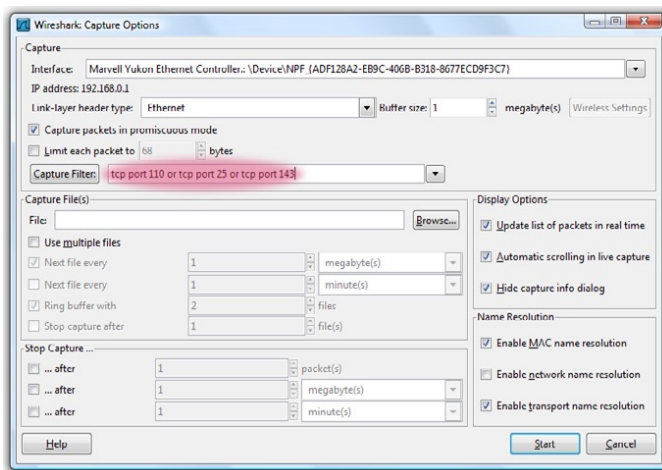 Wireshark: Capture Options
Capture
Interface: Marvell Yukon Ethernet Controller.: \Device\NPF_{ADF128A2-EB9C-406B-B318-8677ECD9F3C7}
IP address: 192.168.0.1
Link-layer header type: Ethernet Buffer size: 1 megabyte(s) Wireless Settings
Capture packets in promiscuous mode
Limit each packet to 68 bytes
Capture Filter: tcp port 110 or tcp port 25 or tcp port 143
Capture File(s)
File: Browse...
Use multiple files
Next file every 1 megabyte(s)
Next file every 1 minute(s)
Ring buffer with 2 files
Stop capture after 1 file(s)
Stop Capture ...
... after 1 packet(s)
... after 1 megabyte(s)
... after 1 minute(s)
Display Options
Update list of packets in real time
Automatic scrolling in live capture
Hide capture info dialog
Name Resolution
Enable MAC name resolution
Enable network name resolution
Enable transport name resolution
Help Start Cancel